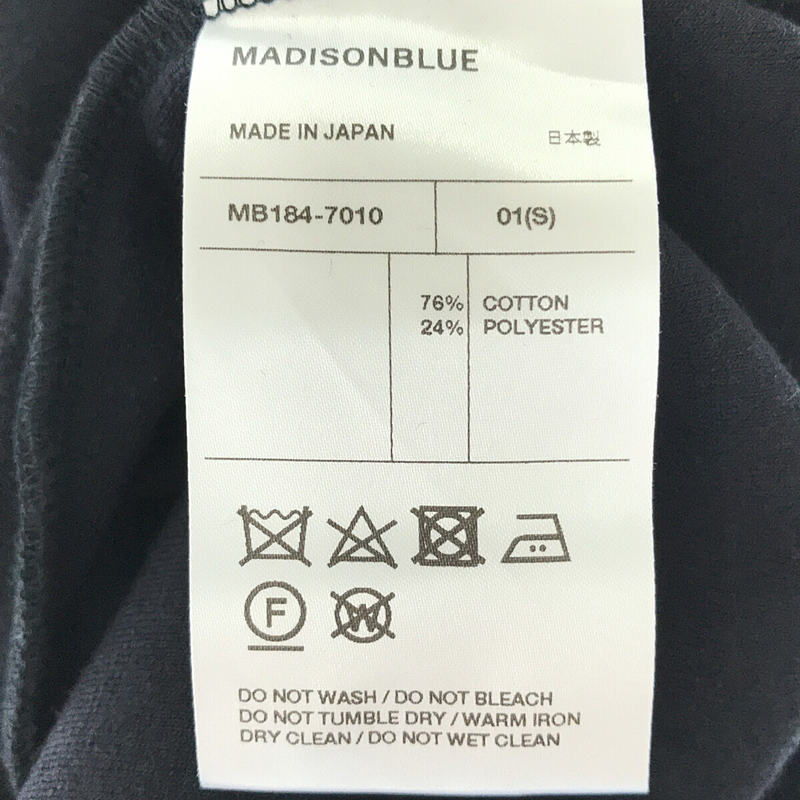 MADISONBLUE
MADE IN JAPAN 日本製
MB184-7010 01(S)
76% COTTON
24% POLYESTER
F W
DO NOT WASH / DO NOT BLEACH
DO NOT TUMBLE DRY / WARM IRON
DRY CLEAN / DO NOT WET CLEAN